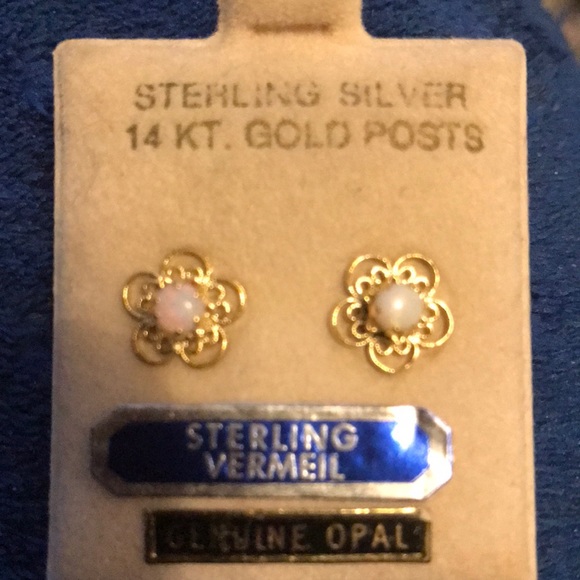 STERLING SILVER
14 KT. GOLD POSTS
STERLING
VERMEIL
GENUINE OPAL